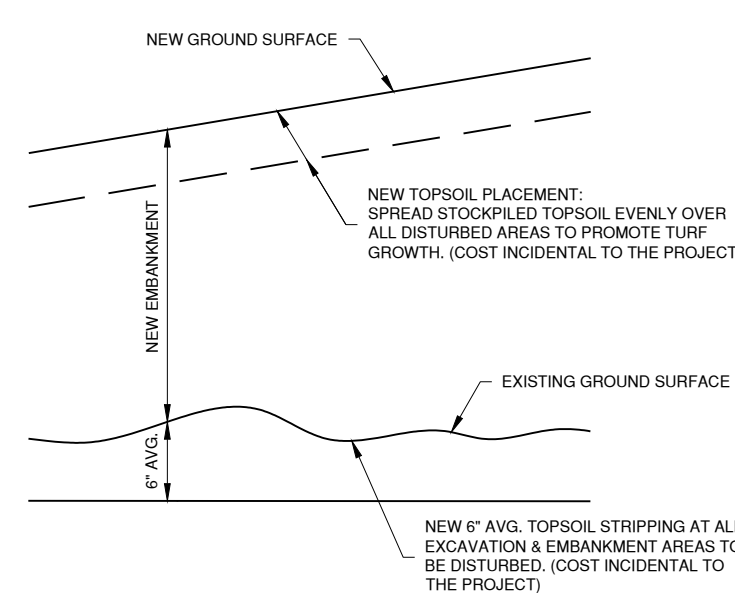 NEW GROUND SURFACE
NEW TOPSOIL PLACEMENT:
SPREAD STOCKPILED TOPSOIL EVENLY OVER
ALL DISTURBED AREAS TO PROMOTE TURF
GROWTH. (COST INCIDENTAL TO THE PROJECT
NEW EMBANKMENT
EXISTING GROUND SURFACE
6" AVG.
NEW 6" AVG. TOPSOIL STRIPPING AT ALL
EXCAVATION & EMBANKMENT AREAS TO
BE DISTURBED. (COST INCIDENTAL TO
THE PROJECT)